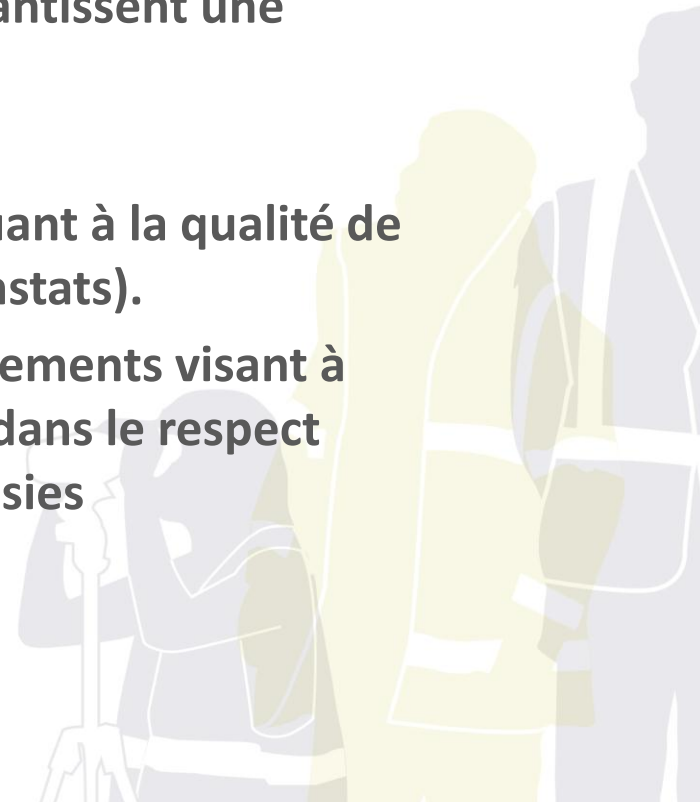 antissent une
uant à la qualité de
nstats).
ements visant à
dans le respect
sies